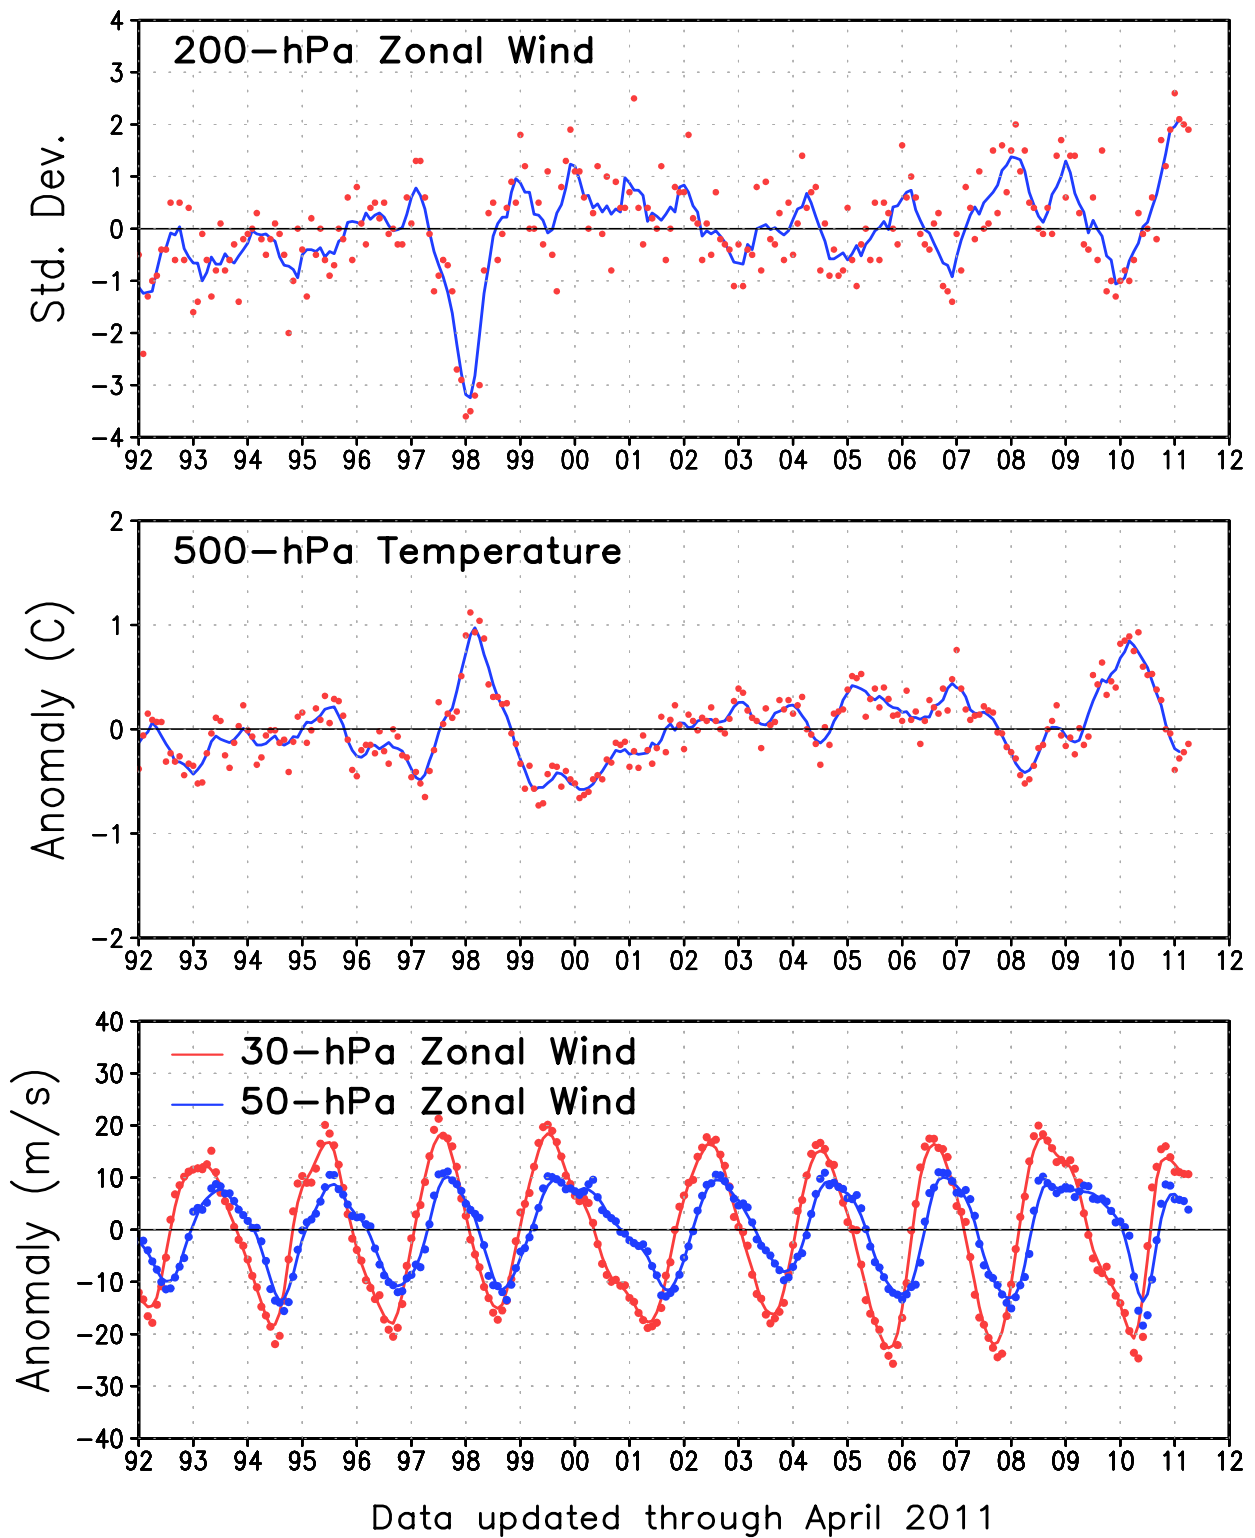 200-hPa Zonal Wind
Std. Dev.
4
3
2
1
0
-1
-2
-3
-4
92 93 94 95 96 97 98 99 00 01 02 03 04 05 06 07 08 09 10 11 12
500-hPa Temperature
Anomaly (C)
2
1
0
-1
-2
92 93 94 95 96 97 98 99 00 01 02 03 04 05 06 07 08 09 10 11 12
30-hPa Zonal Wind
50-hPa Zonal Wind
Anomaly (m/s)
40
30
20
10
0
-10
-20
-30
-40
92 93 94 95 96 97 98 99 00 01 02 03 04 05 06 07 08 09 10 11 12
Data updated through April 2011